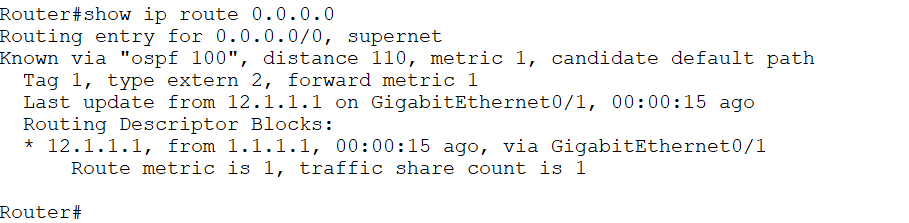 Router#show ip route 0.0.0.0
Routing entry for 0.0.0.0/0, supernet
Known via "ospf 100", distance 110, metric 1, candidate default path
  Tag 1, type extern 2, forward metric 1
  Last update from 12.1.1.1 on GigabitEthernet0/1, 00:00:15 ago
  Routing Descriptor Blocks:
  * 12.1.1.1, from 1.1.1.1, 00:00:15 ago, via GigabitEthernet0/1
      Route metric is 1, traffic share count is 1
Router#